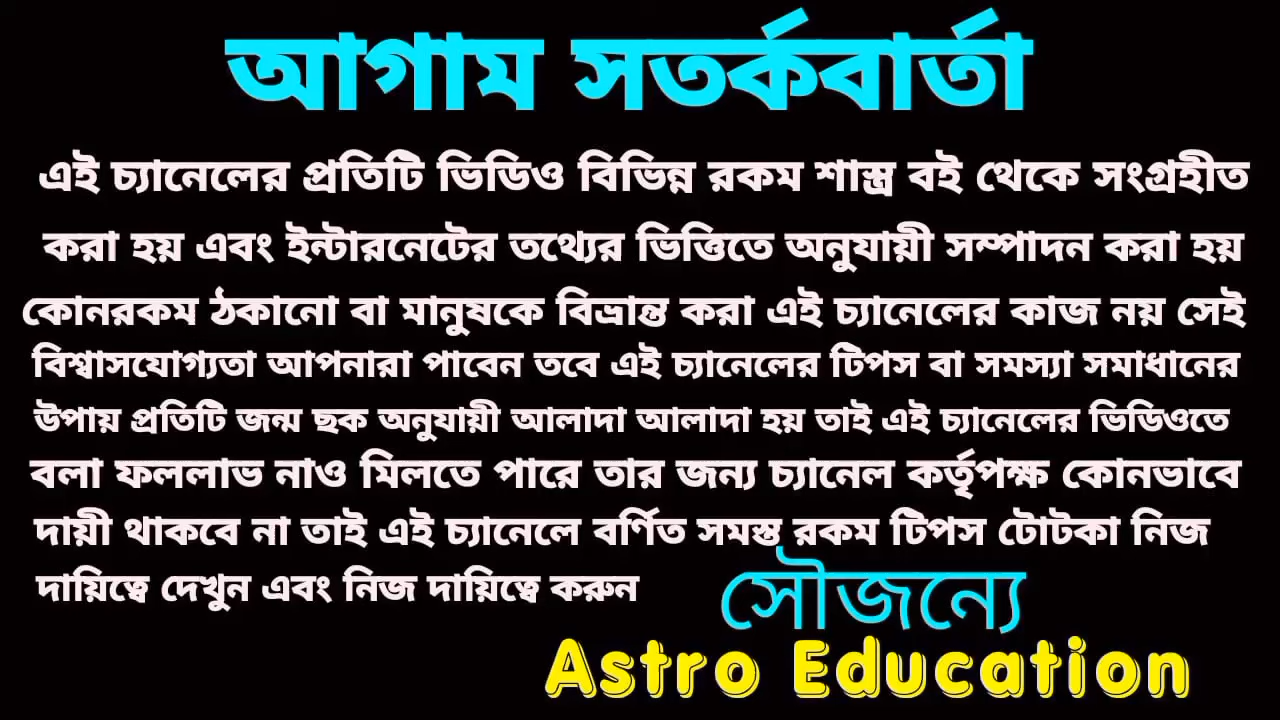 আগাম সতর্কবার্তা
এই চ্যানেলের প্রতিটি ভিডিও বিভিন্ন রকম শাস্ত্র বই থেকে সংগ্রহীত
করা হয় এবং ইন্টারনেটের তথ্যের ভিত্তিতে অনুযায়ী সম্পাদন করা হয়
কোনরকম ঠকানো বা মানুষকে বিভ্রান্ত করা এই চ্যানেলের কাজ নয় সেই
বিশ্বাসযোগ্যতা আপনারা পাবেন তবে এই চ্যানেলের টিপস বা সমস্যা সমাধানের
উপায় প্রতিটি জন্ম ছক অনুযায়ী আলাদা আলাদা হয় তাই এই চ্যানেলের ভিডিওতে
বলা ফললাভ নাও মিলতে পারে তার জন্য চ্যানেল কর্তৃপক্ষ কোনভাবে
দায়ী থাকবে না তাই এই চ্যানেলে বর্ণিত সমস্ত রকম টিপস টোটকা নিজ
দায়িত্বে দেখুন এবং নিজ দায়িত্বে করুন
সৌজন্যে
Astro Education